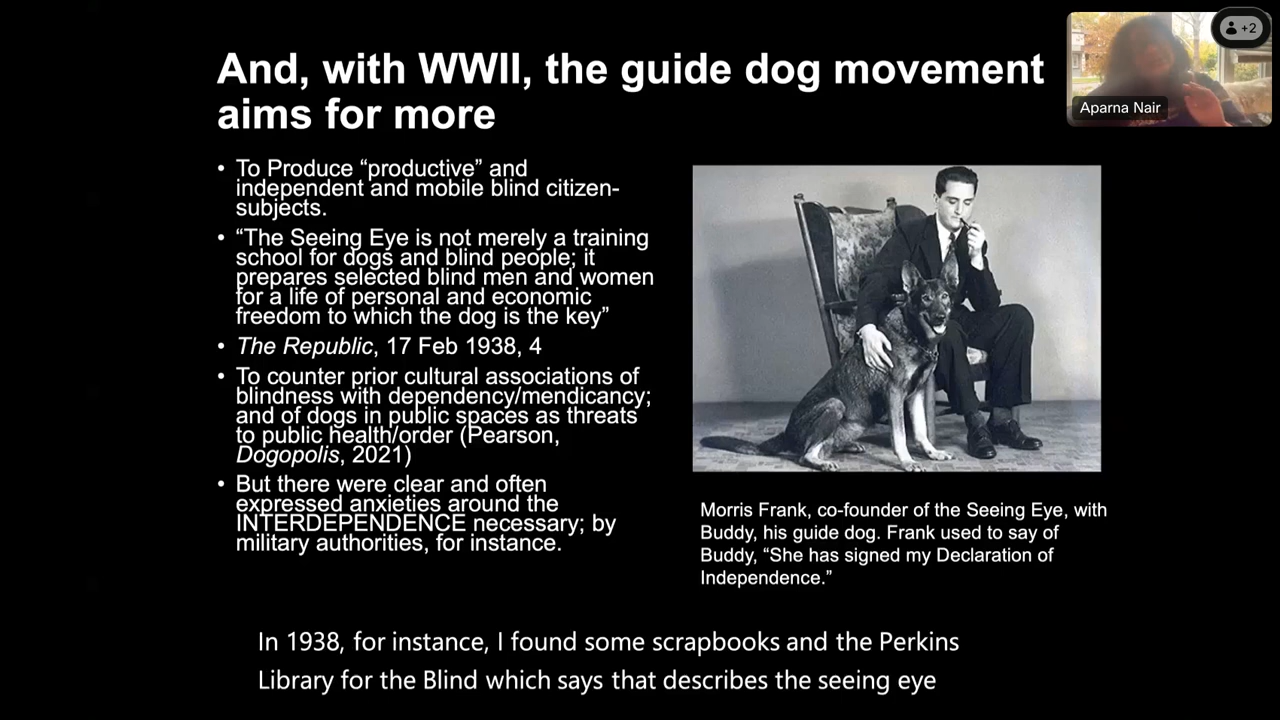 And, with WWII, the guide dog movement
aims for more
+2
Aparna Nair
• To Produce “productive” and
independent and mobile blind citizen-
subjects.
• “The Seeing Eye is not merely a training
school for dogs and blind people; it
prepares selected blind men and women
for a life of personal and economic
freedom to which the dog is the key”
• The Republic, 17 Feb 1938, 4
• To counter prior cultural associations of
blindness with dependency/mendicancy;
and of dogs in public spaces as threats
to public health/order (Pearson,
Dogopolis, 2021)
• But there were clear and often
expressed anxieties around the
INTERDEPENDENCE necessary; by
military authorities, for instance.
Morris Frank, co-founder of the Seeing Eye, with
Buddy, his guide dog. Frank used to say of
Buddy, “She has signed my Declaration of
Independence.”
In 1938, for instance, I found some scrapbooks and the Perkins
Library for the Blind which says that describes the seeing eye